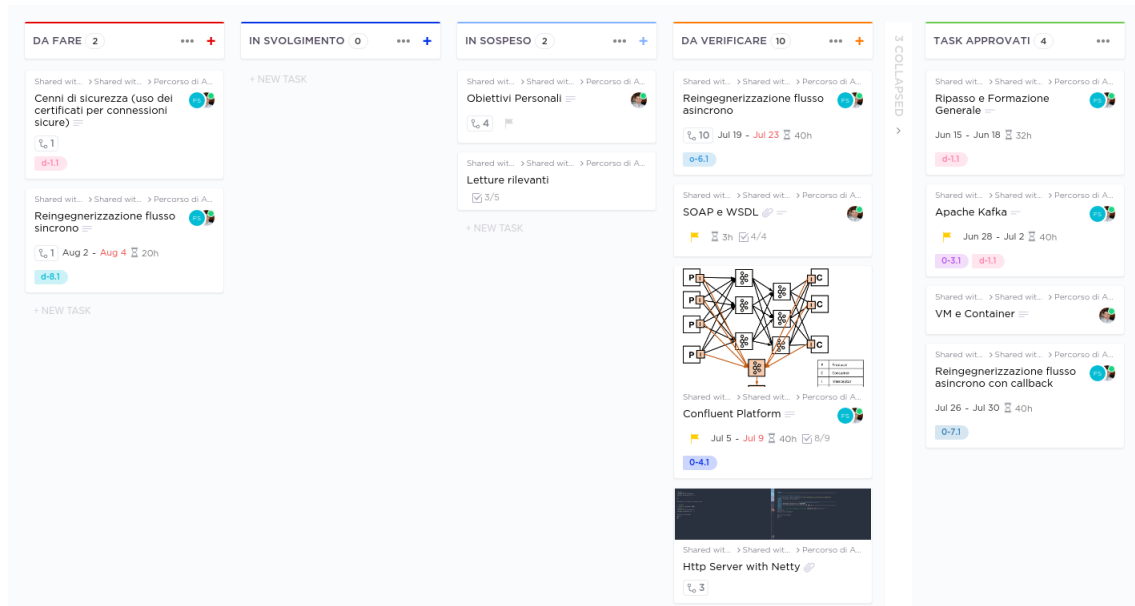 DA FARE 2
Shared wit... > Shared wit... > Percorso di A...
Cenni di sicurezza (uso dei
certificati per connessioni
sicure)
FS
1
d-1.1
Shared wit... > Shared wit... > Percorso di A...
Reingegnerizzazione flusso
sincrono
FS
1 Aug 2 - Aug 4 20h
d-8.1
+ NEW TASK
IN SVOLGIMENTO 0
+ NEW TASK
IN SOSPESO 2
Shared wit... > Shared wit... > Percorso di A...
Obiettivi Personali
4
Shared wit... > Shared wit... > Percorso di A...
Letture rilevanti
3/5
+ NEW TASK
DA VERIFICARE 10
Shared wit... > Shared wit... > Percorso di A...
Reingegnerizzazione flusso
asincrono
FS
10 Jul 19 - Jul 23 40h
o-6.1
Shared wit... > Shared wit... > Percorso di A...
SOAP e WSDL
3h 4/4
P C
P
P C
P C
Shared wit... > Shared wit... > Percorso di A...
Confluent Platform
FS
Jul 5 - Jul 9 40h 8/9
0-4.1
Shared wit... > Shared wit... > Percorso di A...
Http Server with Netty
3
3 COLLAPSED
TASK APPROVATI 4
Shared wit... > Shared wit... > Percorso di A...
Ripasso e Formazione
Generale
FS
Jun 15 - Jun 18 32h
d-1.1
Shared wit... > Shared wit... > Percorso di A...
Apache Kafka
FS
Jun 28 - Jul 2 40h
0-3.1 d-1.1
Shared wit... > Shared wit... > Percorso di A...
VM e Container
Shared wit... > Shared wit... > Percorso di A...
Reingegnerizzazione flusso
asincrono con callback
FS
Jul 26 - Jul 30 40h
0-7.1